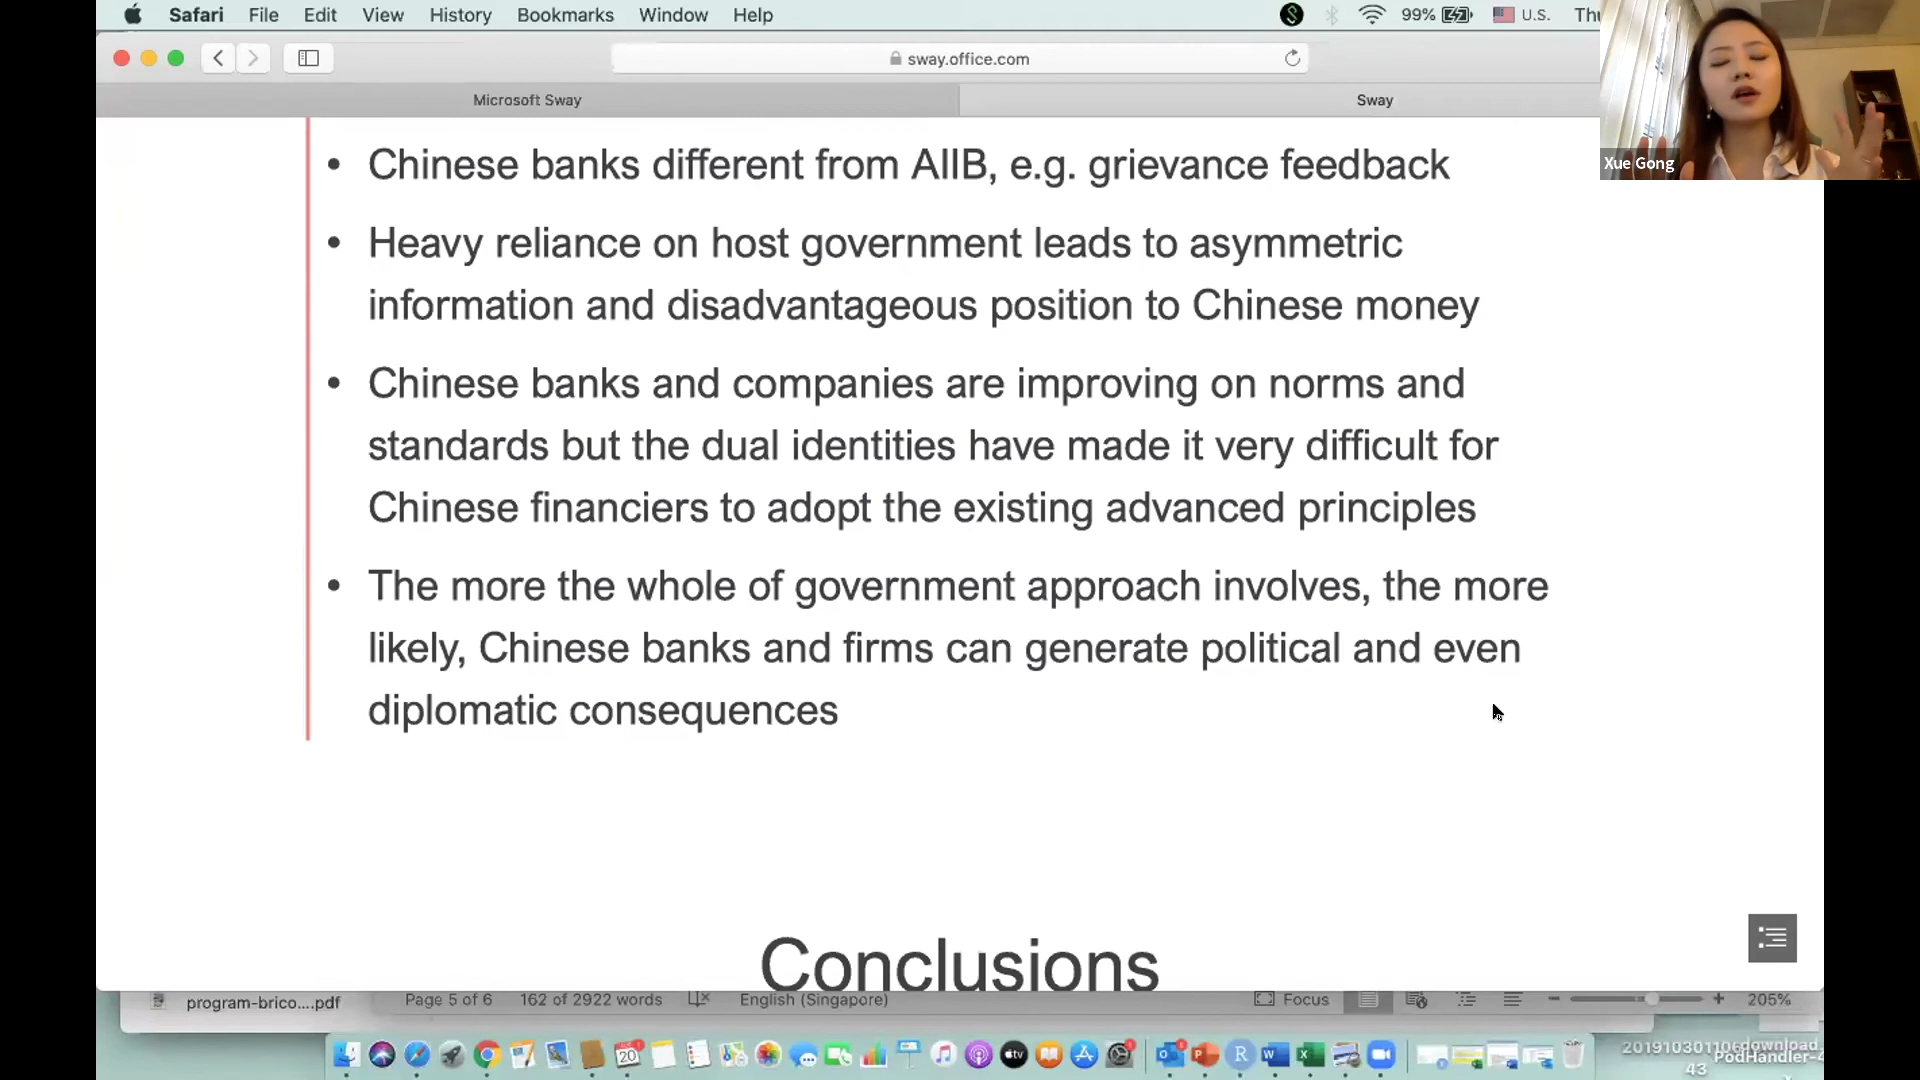 Safari File Edit View History Bookmarks Window Help 99% U.S. Thu
sway.office.com
Microsoft Sway Sway
Xue Gong
• Chinese banks different from AIIB, e.g. grievance feedback
• Heavy reliance on host government leads to asymmetric
information and disadvantageous position to Chinese money
• Chinese banks and companies are improving on norms and
standards but the dual identities have made it very difficult for
Chinese financiers to adopt the existing advanced principles
• The more the whole of government approach involves, the more
likely, Chinese banks and firms can generate political and even
diplomatic consequences
Conclusions
program-brico....pdf Page 5 of 6 162 of 2922 words English (Singapore) Focus 205%
20
tv